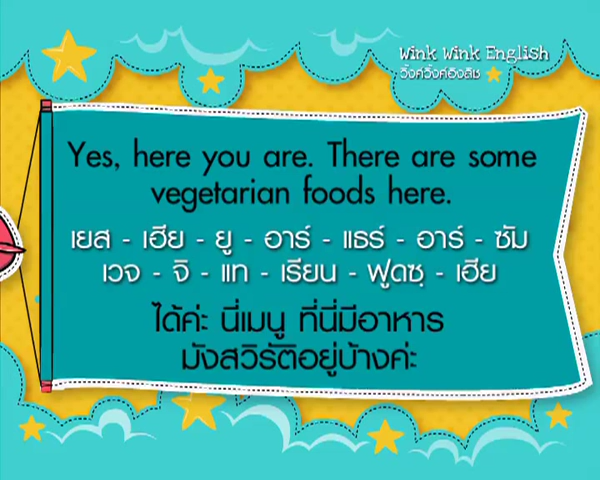 Wink Wink English
วิ้งค์วิ้งค์อิงลิช
Yes, here you are. There are some
vegetarian foods here.
เยส - เฮีย - ยู - อาร์ - แธร์ - อาร์ - ซัม
เวจ - จิ - แท - เรียน - ฟูดซฺ - เฮีย
ได้ค่ะ นี่เมนู ที่นี่มีอาหาร
มังสวิรัติอยู่บ้างค่ะ